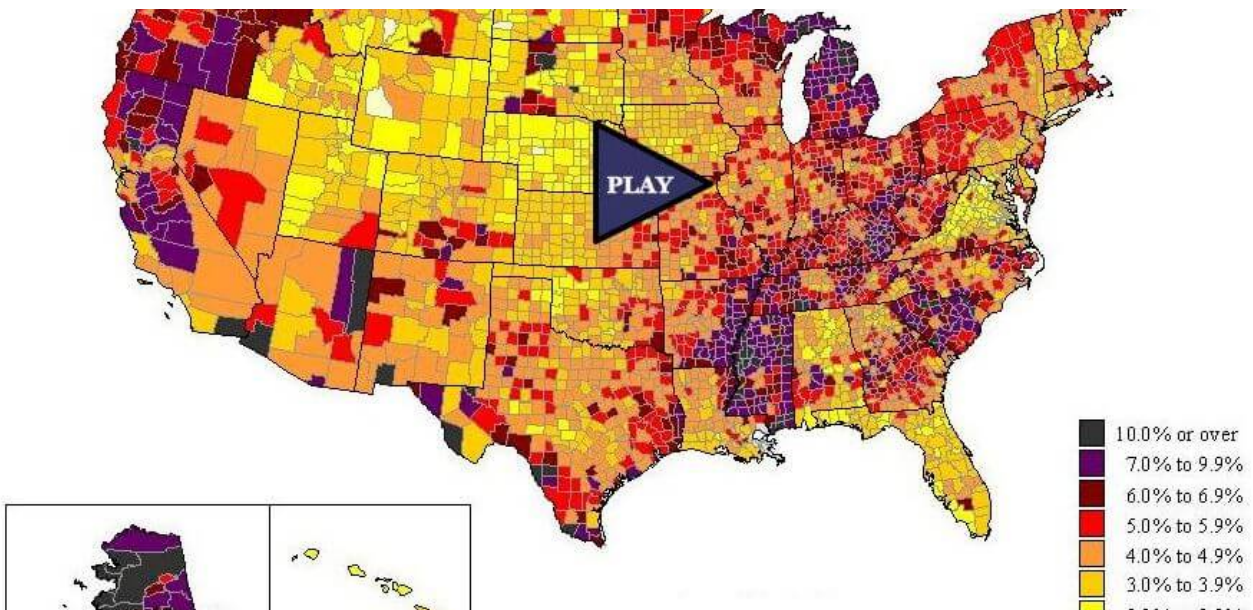 PLAY
10.0% or over
7.0% to 9.9%
6.0% to 6.9%
5.0% to 5.9%
4.0% to 4.9%
3.0% to 3.9%